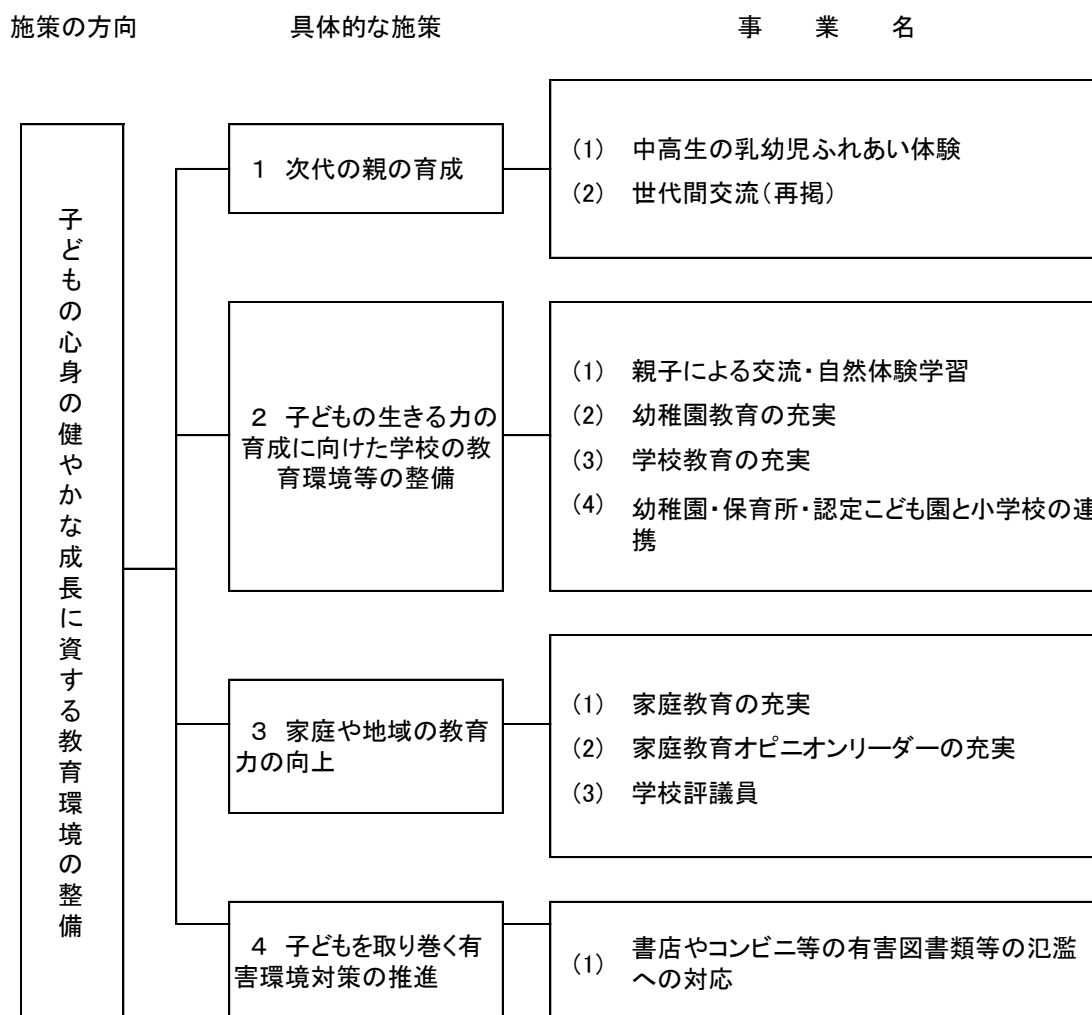 施策の方向 具体的な施策 事 業 名
子どもの心身の健やかな成長に資する教育環境の整備
1 次代の親の育成
(1) 中高生の乳幼児ふれあい体験
(2) 世代間交流(再掲)
2 子どもの生きる力の
育成に向けた学校の教
育環境等の整備
(1) 親子による交流・自然体験学習
(2) 幼稚園教育の充実
(3) 学校教育の充実
(4) 幼稚園・保育所・認定こども園と小学校の連
携
3 家庭や地域の教育
力の向上
(1) 家庭教育の充実
(2) 家庭教育オピニオンリーダーの充実
(3) 学校評議員
4 子どもを取り巻く有
害環境対策の推進
(1) 書店やコンビニ等の有害図書類等の氾濫
への対応